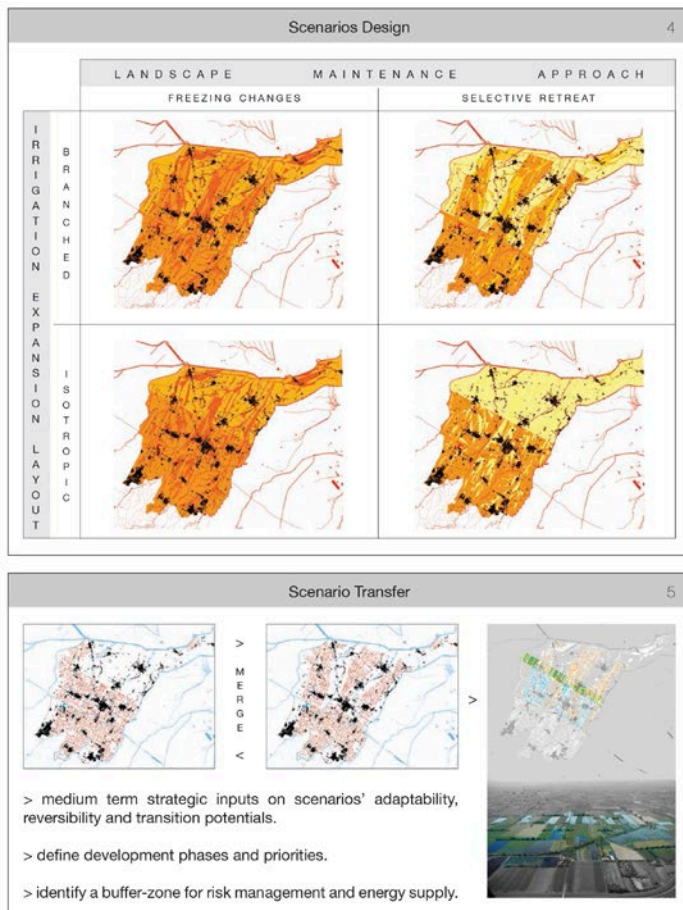 Scenarios Design 4
LANDSCAPE MAINTENANCE APPROACH
FREEZING CHANGES SELECTIVE RETREAT
IRRIGATION EXPANSION LAYOUT
BRANCHED
ISOTROPIC
Scenario Transfer 5
>
MERGE
<
>
> medium term strategic inputs on scenarios' adaptability,
reversibility and transition potentials.
> define development phases and priorities.
> identify a buffer-zone for risk management and energy supply.